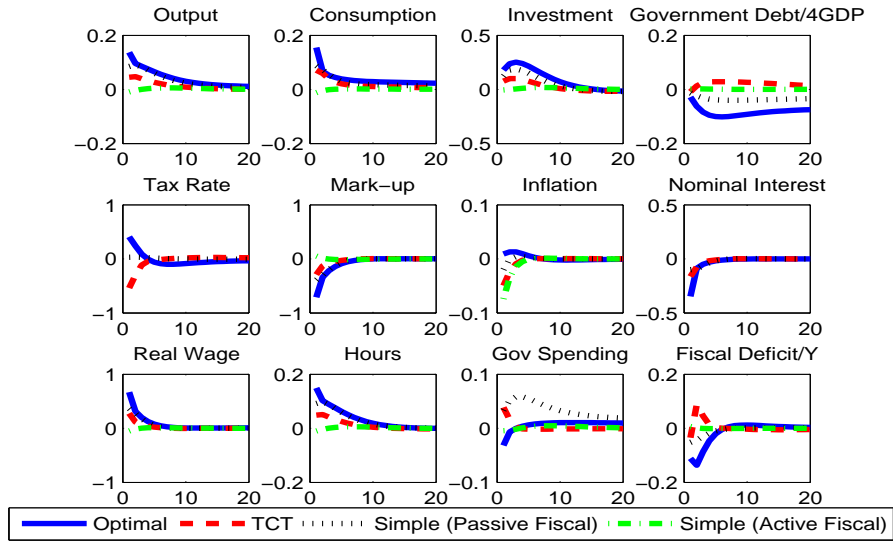 Output Consumption Investment Government Debt/4GDP
0.2 0.2 0.5 0.2
0 0 0 0
−0.2 −0.2 −0.5 −0.2
0 10 20 0 10 20 0 10 20 0 10 20
Tax Rate Mark−up Inflation Nominal Interest
1 1 0.1 0.5
0 0 0 0
−1 −1 −0.1 −0.5
0 10 20 0 10 20 0 10 20 0 10 20
Real Wage Hours Gov Spending Fiscal Deficit/Y
1 0.2 0.1 0.2
0 0 0 0
−1 −0.2 −0.1 −0.2
0 10 20 0 10 20 0 10 20 0 10 20
Optimal TCT Simple (Passive Fiscal) Simple (Active Fiscal)